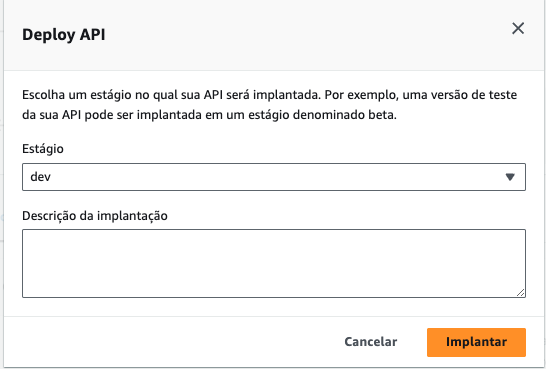 Deploy API
Escolha um estágio no qual sua API será implantada. Por exemplo, uma versão de teste
da sua API pode ser implantada em um estágio denominado beta.
Estágio
dev
Descrição da implantação
Cancelar
Implantar